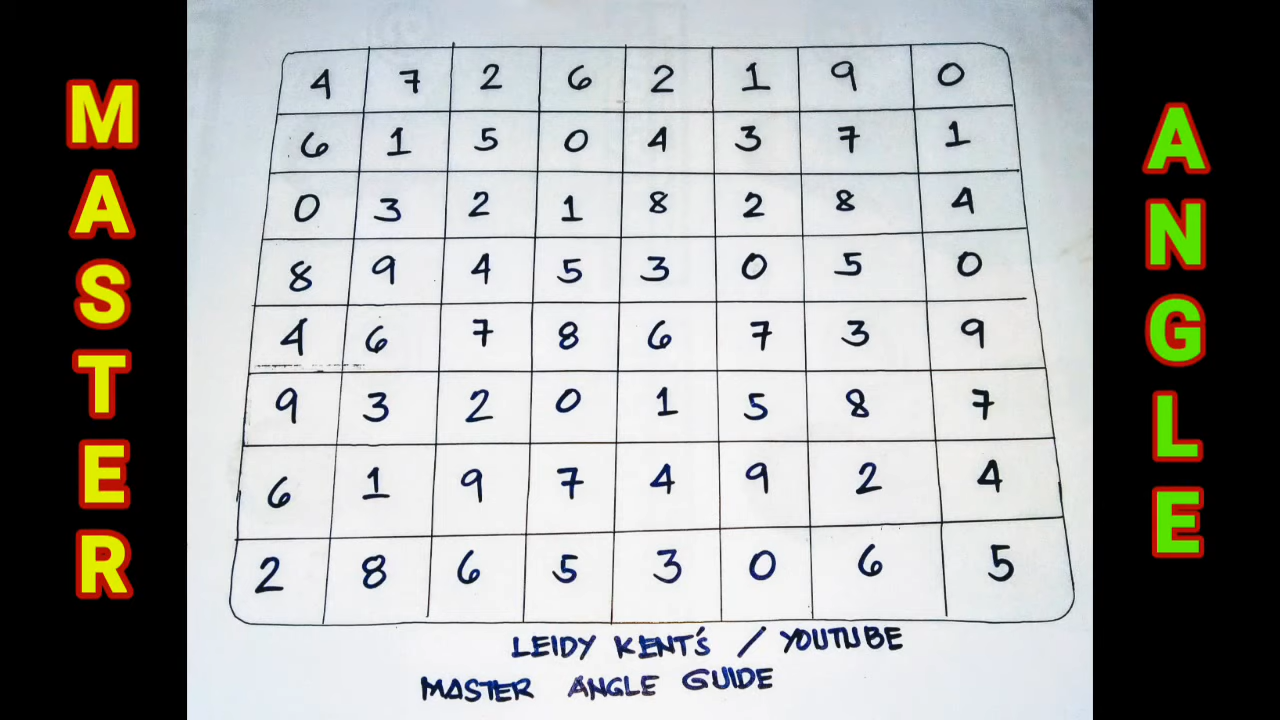 MASTER
4 7 2 6 2 1 9 0
6 1 5 0 4 3 7 1
0 3 2 1 8 2 8 4
8 9 4 5 3 0 5 0
4 6 7 8 6 7 3 9
9 3 2 0 1 5 8 7
6 1 9 7 4 9 2 4
2 8 6 5 3 0 6 5
LEIDY KENT'S / YOUTUBE
MASTER ANGLE GUIDE
ANGLE